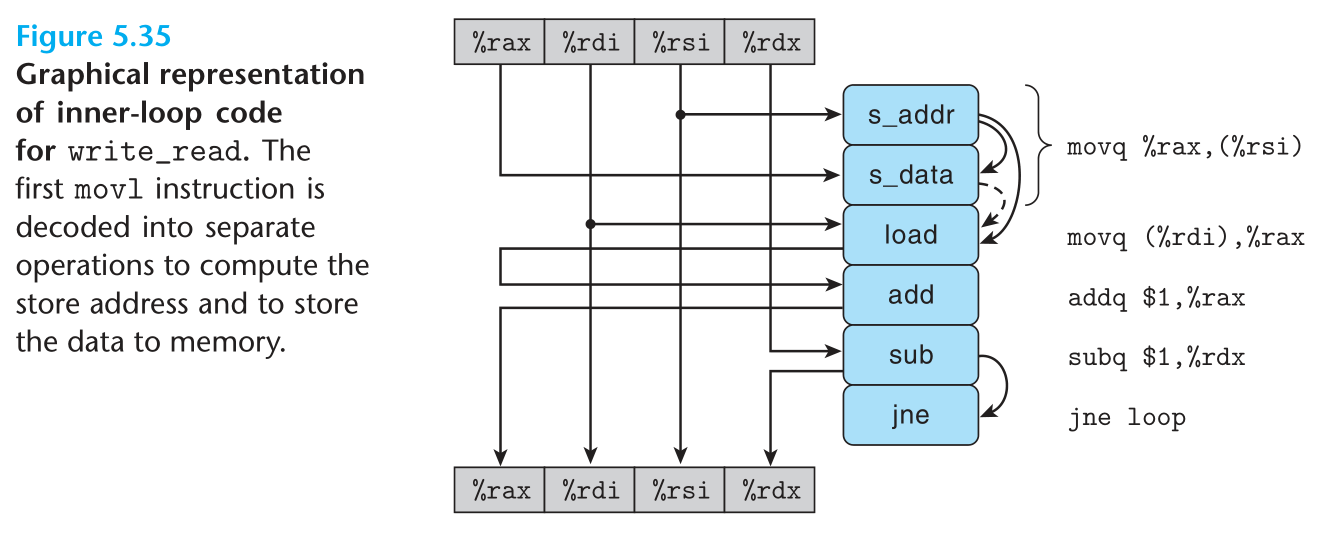 Figure 5.35
Graphical representation
of inner-loop code
for write_read. The
first movl instruction is
decoded into separate
operations to compute the
store address and to store
the data to memory.
%rax %rdi %rsi %rdx
s_addr
s_data
movq %rax,(%rsi)
load
movq (%rdi),%rax
add
addq $1,%rax
sub
subq $1,%rdx
jne
jne loop
%rax %rdi %rsi %rdx